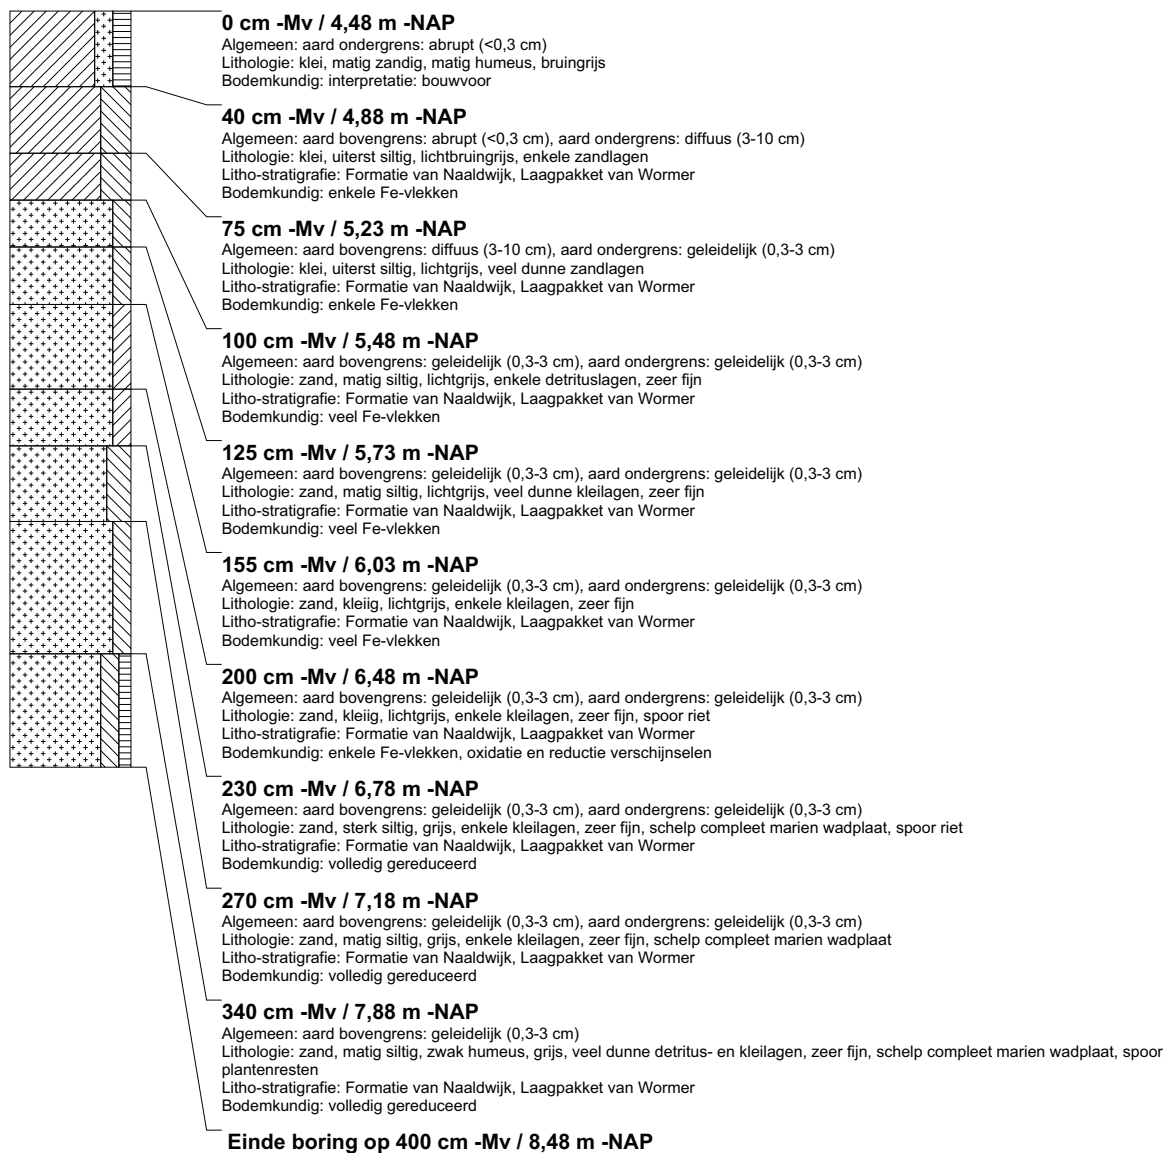 0 cm -Mv / 4,48 m -NAP
Algemeen: aard ondergrens: abrupt (<0,3 cm)
Lithologie: klei, matig zandig, matig humeus, bruingrijs
Bodemkundig: interpretatie: bouwvoor
40 cm -Mv / 4,88 m -NAP
Algemeen: aard bovengrens: abrupt (<0,3 cm), aard ondergrens: diffuus (3-10 cm)
Lithologie: klei, uiterst siltig, lichtbruingrijs, enkele zandlagen
Litho-stratigrafie: Formatie van Naaldwijk, Laagpakket van Wormer
Bodemkundig: enkele Fe-vlekken
75 cm -Mv / 5,23 m -NAP
Algemeen: aard bovengrens: diffuus (3-10 cm), aard ondergrens: geleidelijk (0,3-3 cm)
Lithologie: klei, uiterst siltig, lichtgrijs, veel dunne zandlagen
Litho-stratigrafie: Formatie van Naaldwijk, Laagpakket van Wormer
Bodemkundig: enkele Fe-vlekken
100 cm -Mv / 5,48 m -NAP
Algemeen: aard bovengrens: geleidelijk (0,3-3 cm), aard ondergrens: geleidelijk (0,3-3 cm)
Lithologie: zand, matig siltig, lichtgrijs, enkele detrituslagen, zeer fijn
Litho-stratigrafie: Formatie van Naaldwijk, Laagpakket van Wormer
Bodemkundig: veel Fe-vlekken
125 cm -Mv / 5,73 m -NAP
Algemeen: aard bovengrens: geleidelijk (0,3-3 cm), aard ondergrens: geleidelijk (0,3-3 cm)
Lithologie: zand, matig siltig, lichtgrijs, veel dunne kleilagen, zeer fijn
Litho-stratigrafie: Formatie van Naaldwijk, Laagpakket van Wormer
Bodemkundig: veel Fe-vlekken
155 cm -Mv / 6,03 m -NAP
Algemeen: aard bovengrens: geleidelijk (0,3-3 cm), aard ondergrens: geleidelijk (0,3-3 cm)
Lithologie: zand, kleiig, lichtgrijs, enkele kleilagen, zeer fijn
Litho-stratigrafie: Formatie van Naaldwijk, Laagpakket van Wormer
Bodemkundig: veel Fe-vlekken
200 cm -Mv / 6,48 m -NAP
Algemeen: aard bovengrens: geleidelijk (0,3-3 cm), aard ondergrens: geleidelijk (0,3-3 cm)
Lithologie: zand, kleiig, lichtgrijs, enkele kleilagen, zeer fijn, spoor riet
Litho-stratigrafie: Formatie van Naaldwijk, Laagpakket van Wormer
Bodemkundig: enkele Fe-vlekken, oxidatie en reductie verschijnselen
230 cm -Mv / 6,78 m -NAP
Algemeen: aard bovengrens: geleidelijk (0,3-3 cm), aard ondergrens: geleidelijk (0,3-3 cm)
Lithologie: zand, sterk siltig, grijs, enkele kleilagen, zeer fijn, schelp compleet marien wadplaat, spoor riet
Litho-stratigrafie: Formatie van Naaldwijk, Laagpakket van Wormer
Bodemkundig: volledig gereduceerd
270 cm -Mv / 7,18 m -NAP
Algemeen: aard bovengrens: geleidelijk (0,3-3 cm), aard ondergrens: geleidelijk (0,3-3 cm)
Lithologie: zand, matig siltig, grijs, enkele kleilagen, zeer fijn, schelp compleet marien wadplaat
Litho-stratigrafie: Formatie van Naaldwijk, Laagpakket van Wormer
Bodemkundig: volledig gereduceerd
340 cm -Mv / 7,88 m -NAP
Algemeen: aard bovengrens: geleidelijk (0,3-3 cm)
Lithologie: zand, matig siltig, zwak humeus, grijs, veel dunne detritus- en kleilagen, zeer fijn, schelp compleet marien wadplaat, spoor
plantenresten
Litho-stratigrafie: Formatie van Naaldwijk, Laagpakket van Wormer
Bodemkundig: volledig gereduceerd
Einde boring op 400 cm -Mv / 8,48 m -NAP